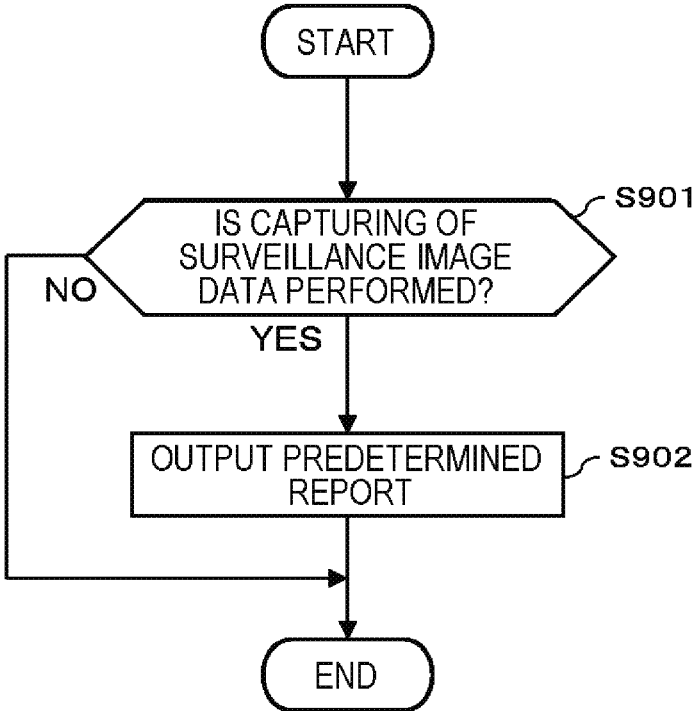 START
IS CAPTURING OF
SURVEILLANCE IMAGE
DATA PERFORMED?
S901
NO
YES
OUTPUT PREDETERMINED
REPORT
S902
END